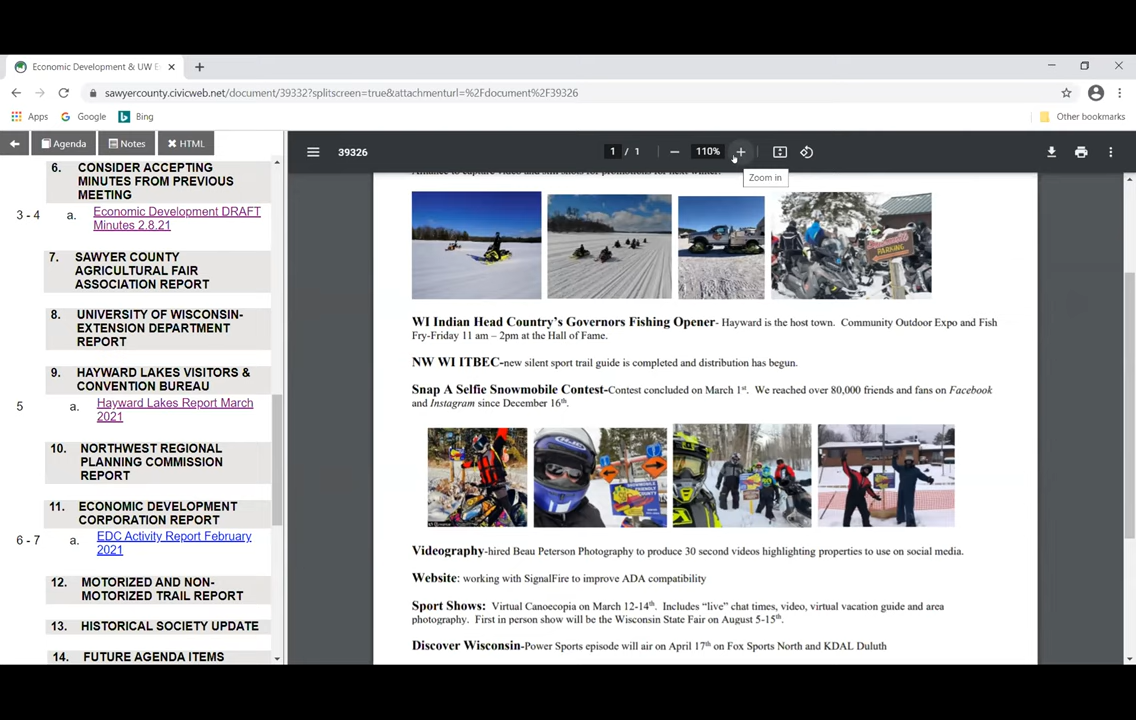 Economic Development & UW E
sawyercounty.civicweb.net/document/39332?splitscreen=true&attachmenturl=%2Fdocument%2F39326
Apps
Google
Bing
Other bookmarks
Agenda
Notes
HTML
6. CONSIDER ACCEPTING
MINUTES FROM PREVIOUS
MEETING
3 - 4 a. Economic Development DRAFT
Minutes 2.8.21
7. SAWYER COUNTY
AGRICULTURAL FAIR
ASSOCIATION REPORT
8. UNIVERSITY OF WISCONSIN-
EXTENSION DEPARTMENT
REPORT
9. HAYWARD LAKES VISITORS &
CONVENTION BUREAU
5 a. Hayward Lakes Report March
2021
10. NORTHWEST REGIONAL
PLANNING COMMISSION
REPORT
11. ECONOMIC DEVELOPMENT
CORPORATION REPORT
6 - 7 a. EDC Activity Report February
2021
12. MOTORIZED AND NON-
MOTORIZED TRAIL REPORT
13. HISTORICAL SOCIETY UPDATE
14. FUTURE AGENDA ITEMS
39326
1 / 1
110%
Zoom in
PARKING
WI Indian Head Country's Governors Fishing Opener- Hayward is the host town. Community Outdoor Expo and Fish
Fry-Friday 11 am – 2pm at the Hall of Fame.
NW WI ITBEC-new silent sport trail guide is completed and distribution has begun.
Snap A Selfie Snowmobile Contest-Contest concluded on March 1st. We reached over 80,000 friends and fans on Facebook
and Instagram since December 16th.
Videography-hired Beau Peterson Photography to produce 30 second videos highlighting properties to use on social media.
Website: working with SignalFire to improve ADA compatibility
Sport Shows: Virtual Canoecopia on March 12-14th. Includes "live" chat times, video, virtual vacation guide and area
photography. First in person show will be the Wisconsin State Fair on August 5-15th.
Discover Wisconsin-Power Sports episode will air on April 17th on Fox Sports North and KDAL Duluth